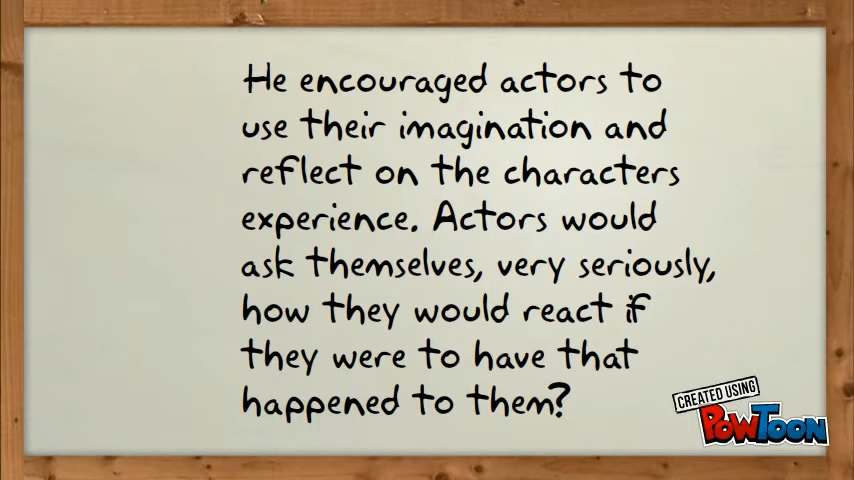 He encouraged actors to
use their imagination and
reflect on the characters
experience. Actors would
ask themselves, very seriously,
how they would react if
they were to have that
happened to them?
CREATED USING
POWTOON